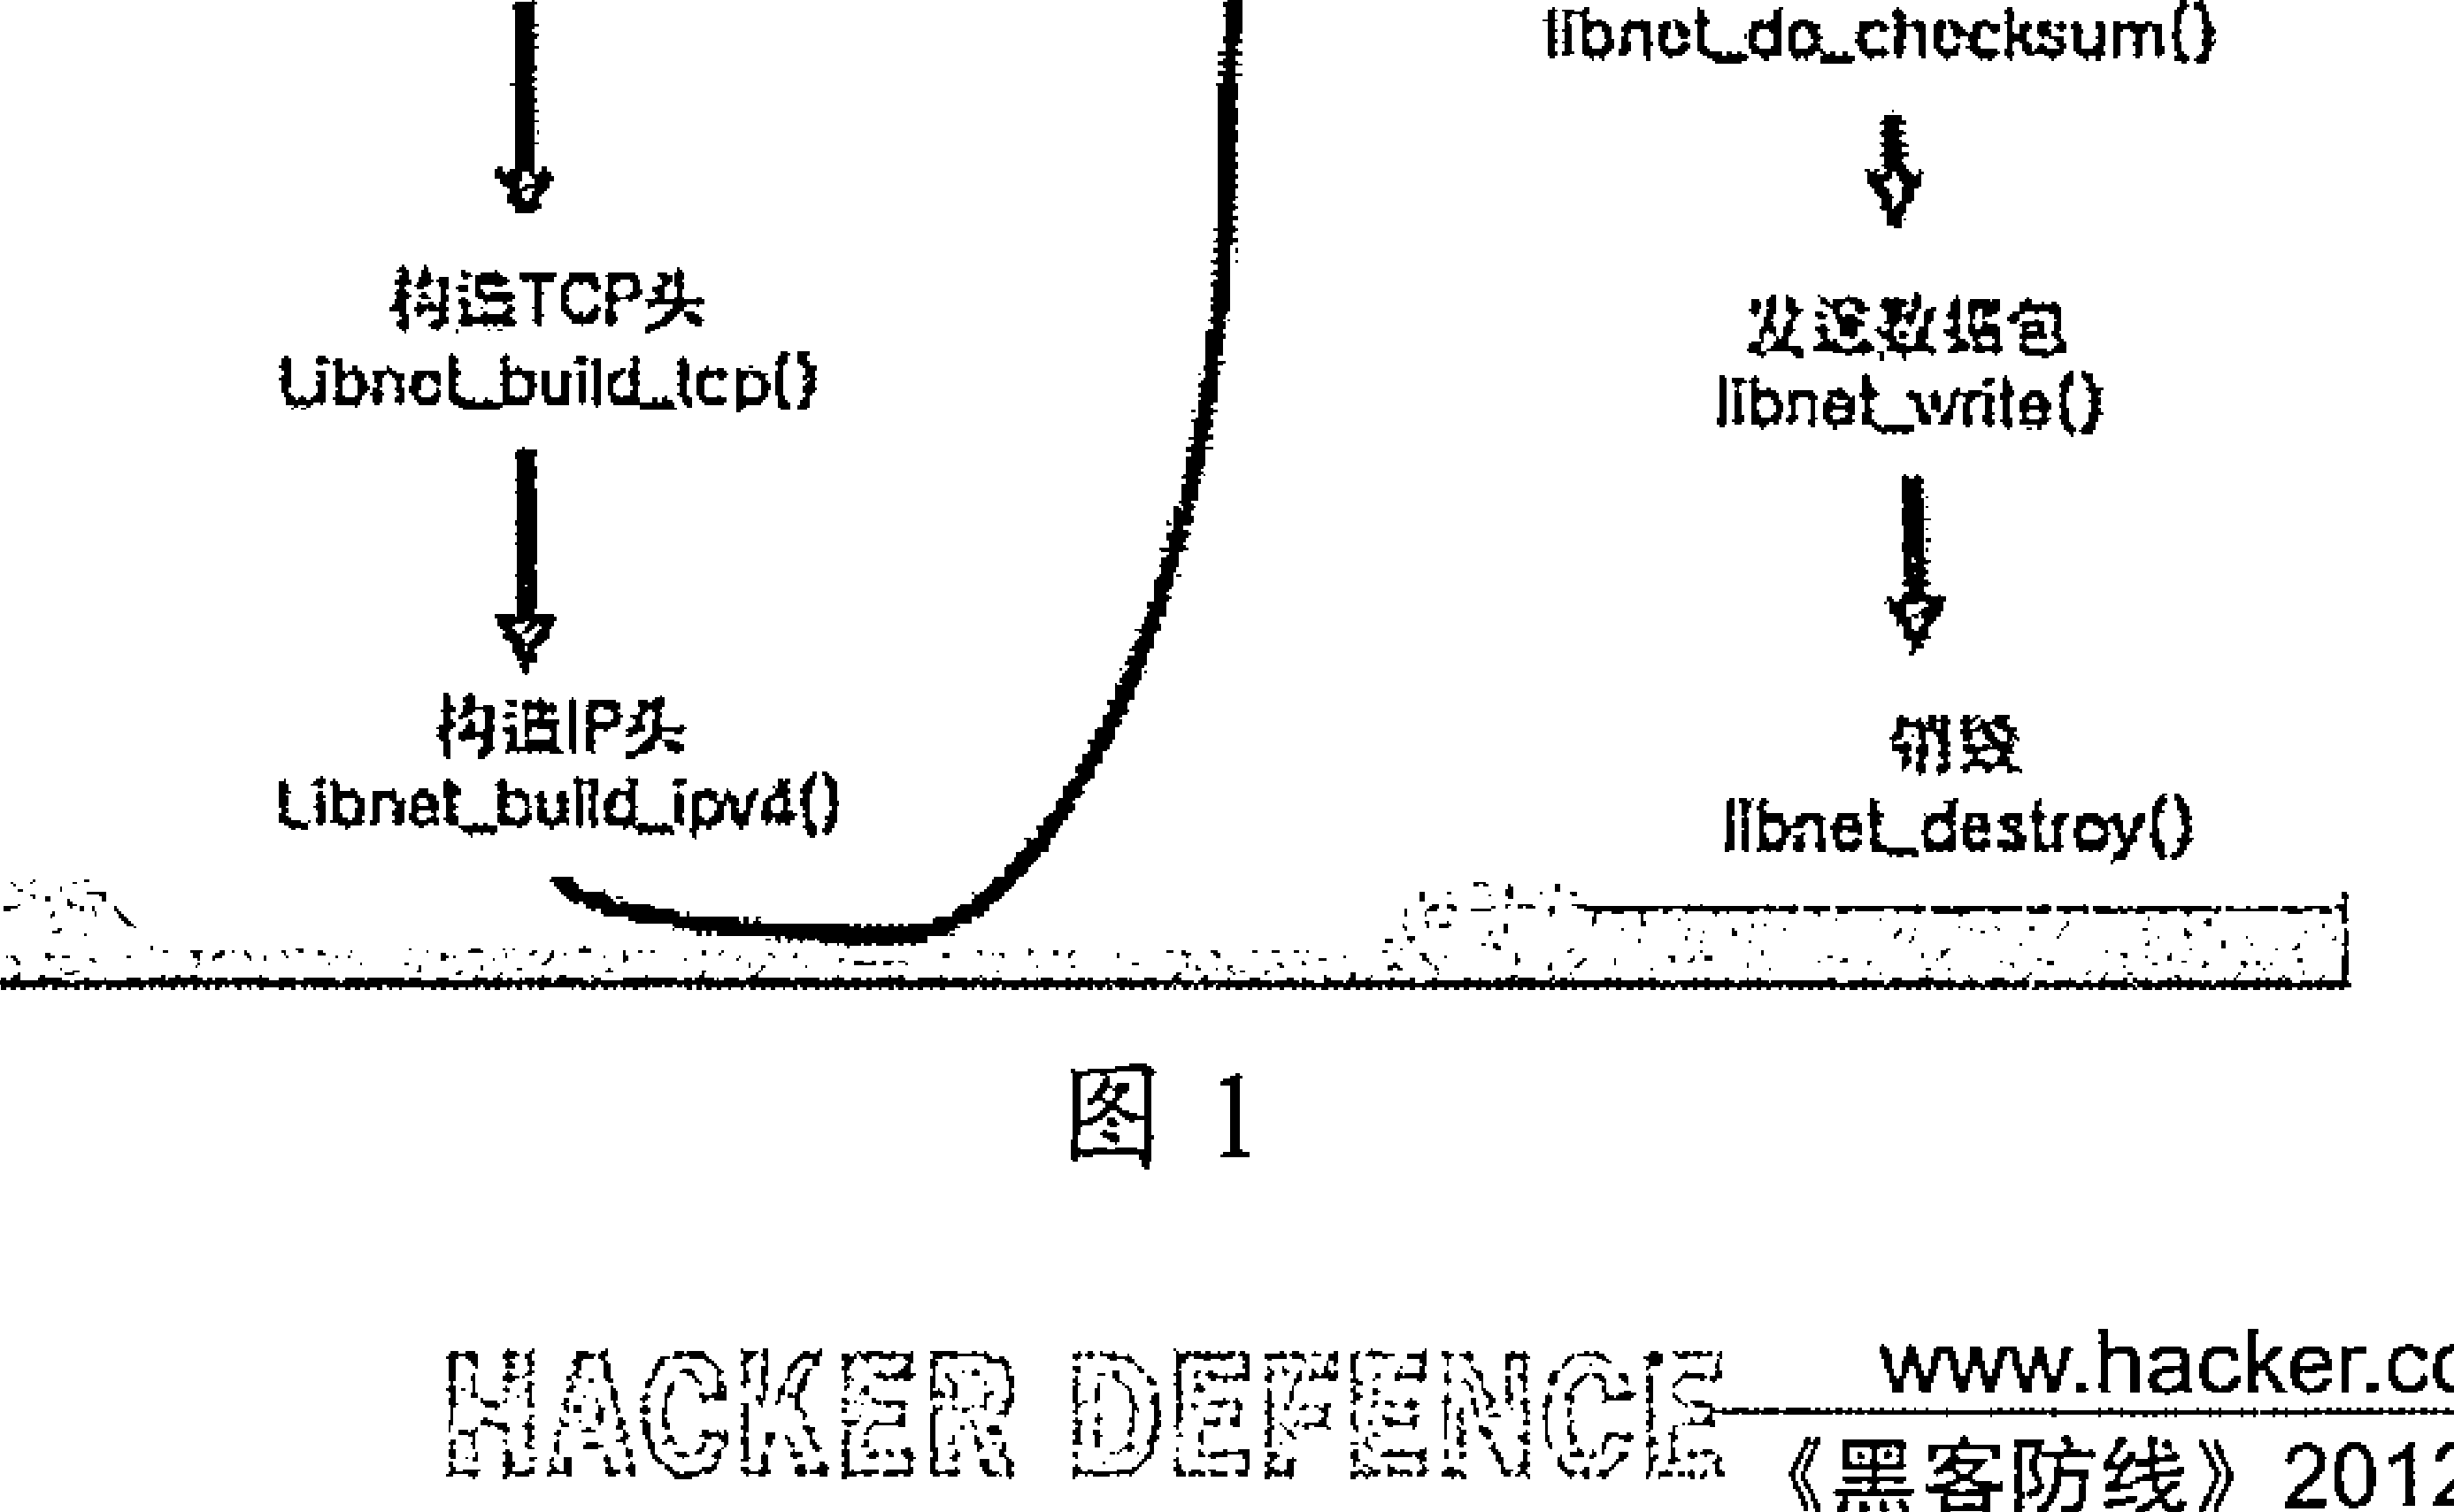 构造TCP头
Libnet_build_tcp()
构造IP头
Libnet_build_ipv4()
libnet_do_checksum()
发送数据包
libnet_write()
销毁
libnet_destroy()
图 1
HACKER DEFENCE
www.hacker.co
《黑客防线》2012